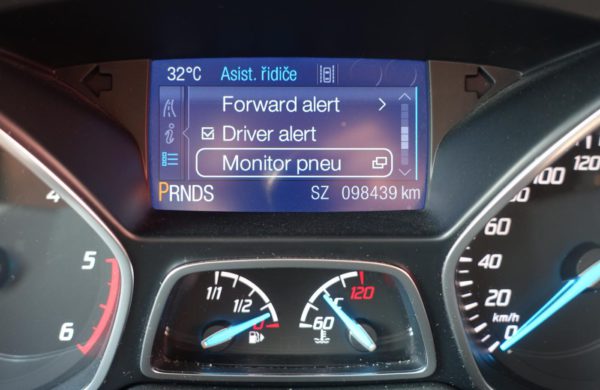 32°C Asist. řidiče
Forward alert
Driver alert
Monitor pneu
PRNDS SZ 098439 km
4
5
6
1/1
1/2
0
60
°C
120
0
20
40
60
80
100
120
km/h